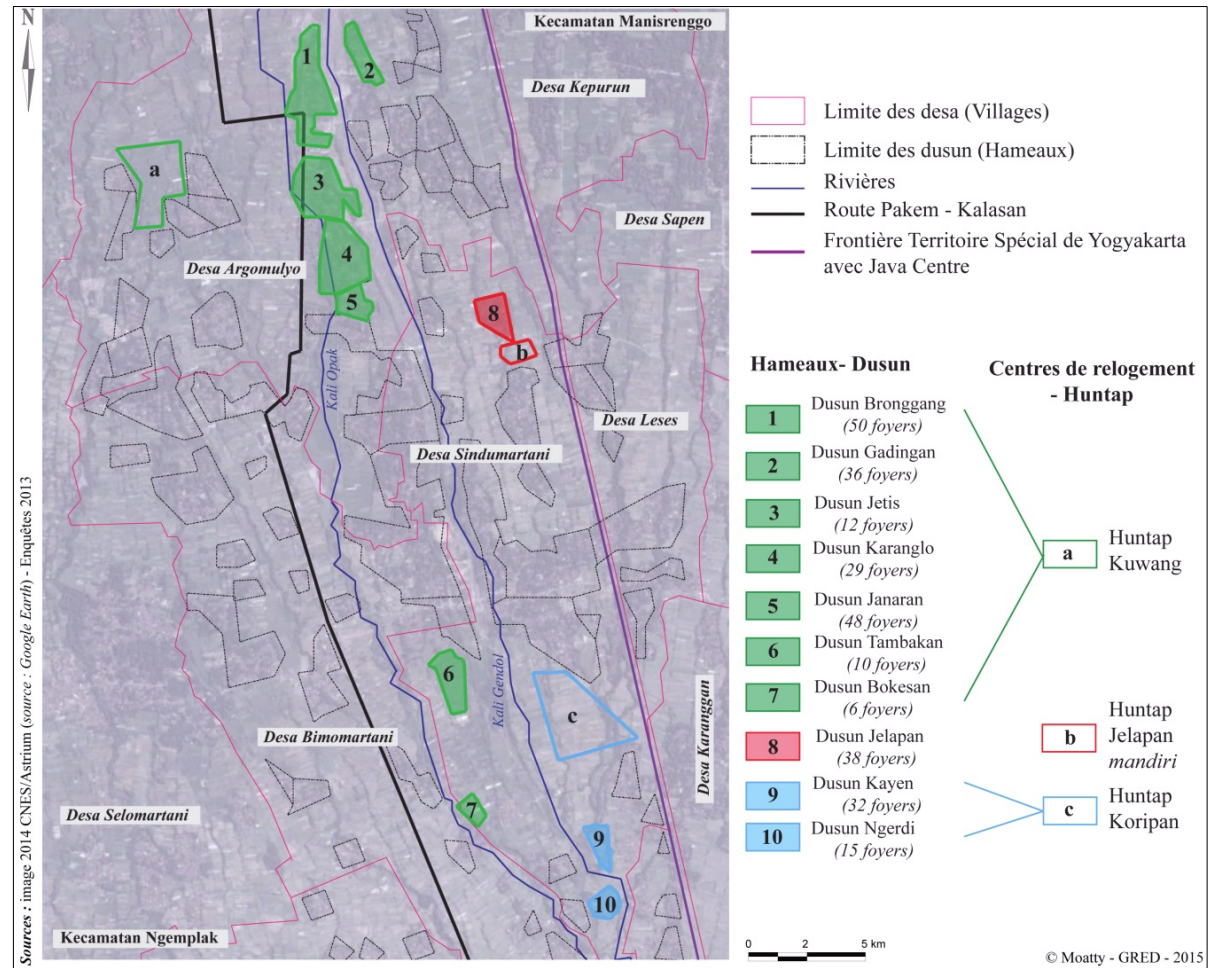 N
Kecamatan Manisrenggo
1
2
Desa Kepurun
a
3
Desa Sapen
4
Desa Argomulyo
5
8
b
Kali Opak
Desa Leses
Desa Sindumartani
6
Kali Gendol
c
Desa Karanggan
Desa Bimomartani
7
Desa Selomartani
9
10
Kecamatan Ngemplak
Sources : image 2014 CNES/Astrium (source : Google Earth) - Enquêtes 2013
Limite des desa (Villages)
Limite des dusun (Hameaux)
Rivières
Route Pakem - Kalasan
Frontière Territoire Spécial de Yogyakarta
avec Java Centre
Hameaux- Dusun
1 Dusun Bronggang
(50 foyers)
2 Dusun Gadingan
(36 foyers)
3 Dusun Jetis
(12 foyers)
4 Dusun Karanglo
(29 foyers)
5 Dusun Janaran
(48 foyers)
6 Dusun Tambakan
(10 foyers)
7 Dusun Bokesan
(6 foyers)
8 Dusun Jelapan
(38 foyers)
9 Dusun Kayen
(32 foyers)
10 Dusun Ngerdi
(15 foyers)
Centres de relogement
- Huntap
a Huntap
Kuwang
b Huntap
Jelapan
mandiri
c Huntap
Koripan
0 2 5 km
© Moatty - GRED - 2015